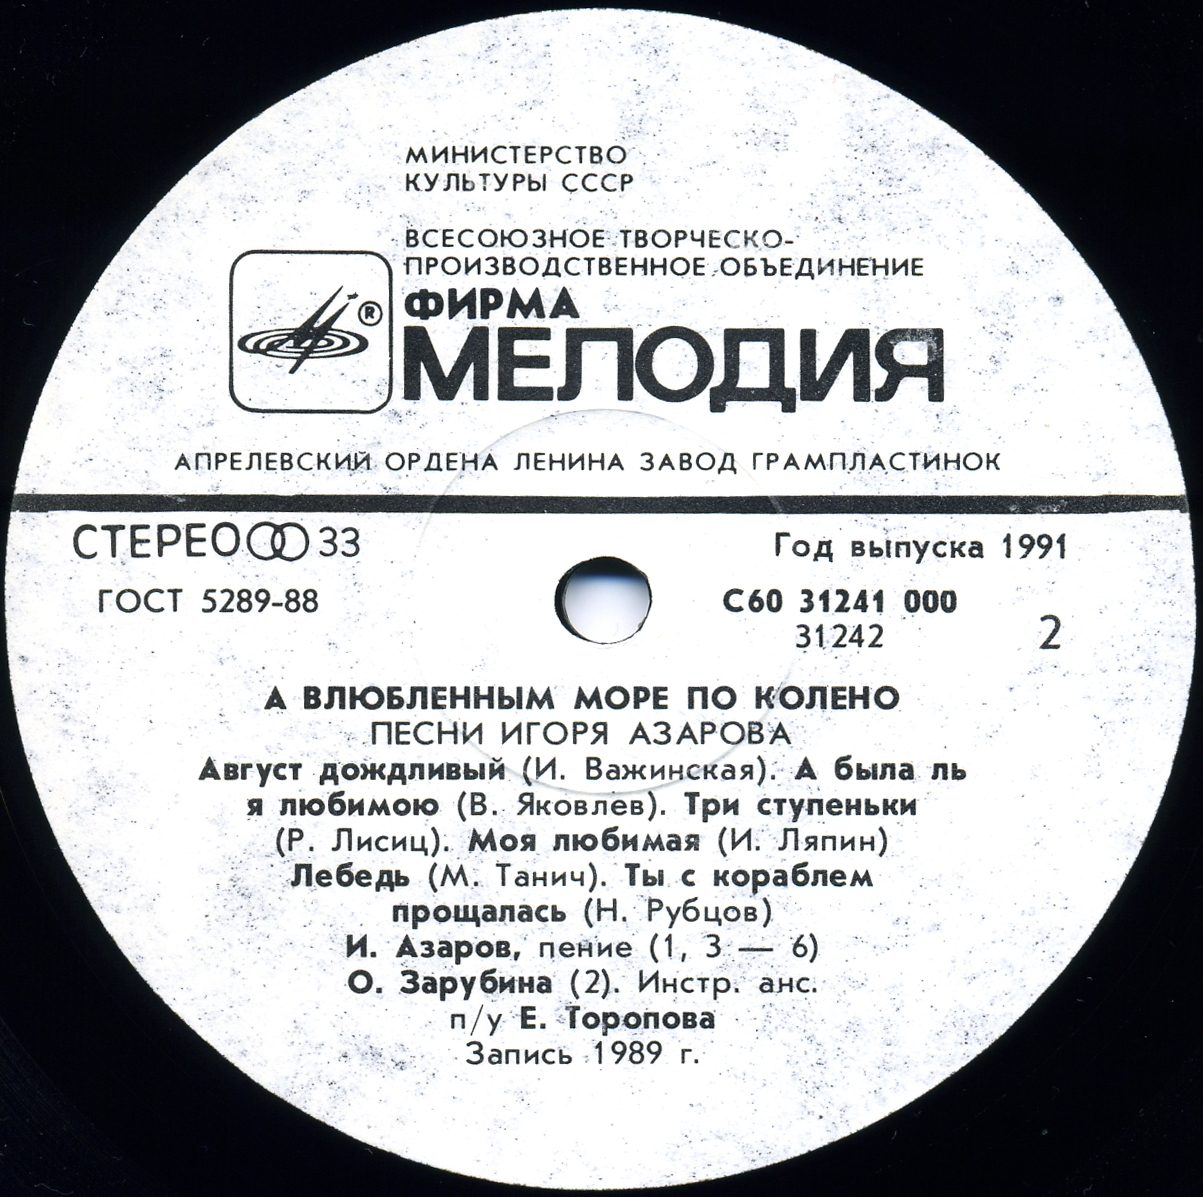 МИНИСТЕРСТВО
КУЛЬТУРЫ СССР
ВСЕСОЮЗНОЕ ТВОРЧЕСКО-
ПРОИЗВОДСТВЕННОЕ ОБЪЕДИНЕНИЕ
ФИРМА
®
МЕЛОДИЯ
АПРЕЛЕВСКИЙ ОРДЕНА ЛЕНИНА ЗАВОД ГРАМПЛАСТИНОК
СТЕРЕО 33
Год выпуска 1991
ГОСТ 5289-88
С60 31241 000
31242
2
А ВЛЮБЛЕННЫМ МОРЕ ПО КОЛЕНО
ПЕСНИ ИГОРЯ АЗАРОВА
Август дождливый (И. Важинская). А была ль
я любимою (В. Яковлев). Три ступеньки
(Р. Лисиц). Моя любимая (И. Ляпин)
Лебедь (М. Танич). Ты с кораблем
прощалась (Н. Рубцов)
И. Азаров, пение (1, 3 — 6)
О. Зарубина (2). Инстр. анс.
п/у Е. Торопова
Запись 1989 г.